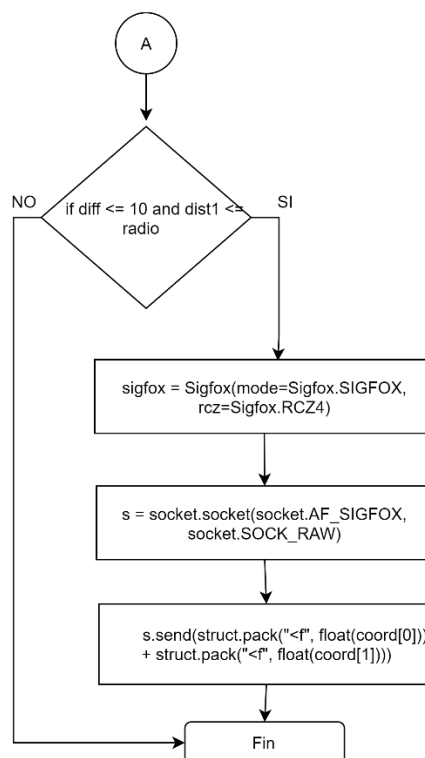 A
NO
SI
if diff <= 10 and dist1 <=
radio
sigfox = Sigfox(mode=Sigfox.SIGFOX,
rcz=Sigfox.RCZ4)
s = socket.socket(socket.AF_SIGFOX,
socket.SOCK_RAW)
s.send(struct.pack("<f", float(coord[0]))
+ struct.pack("<f", float(coord[1])))
Fin